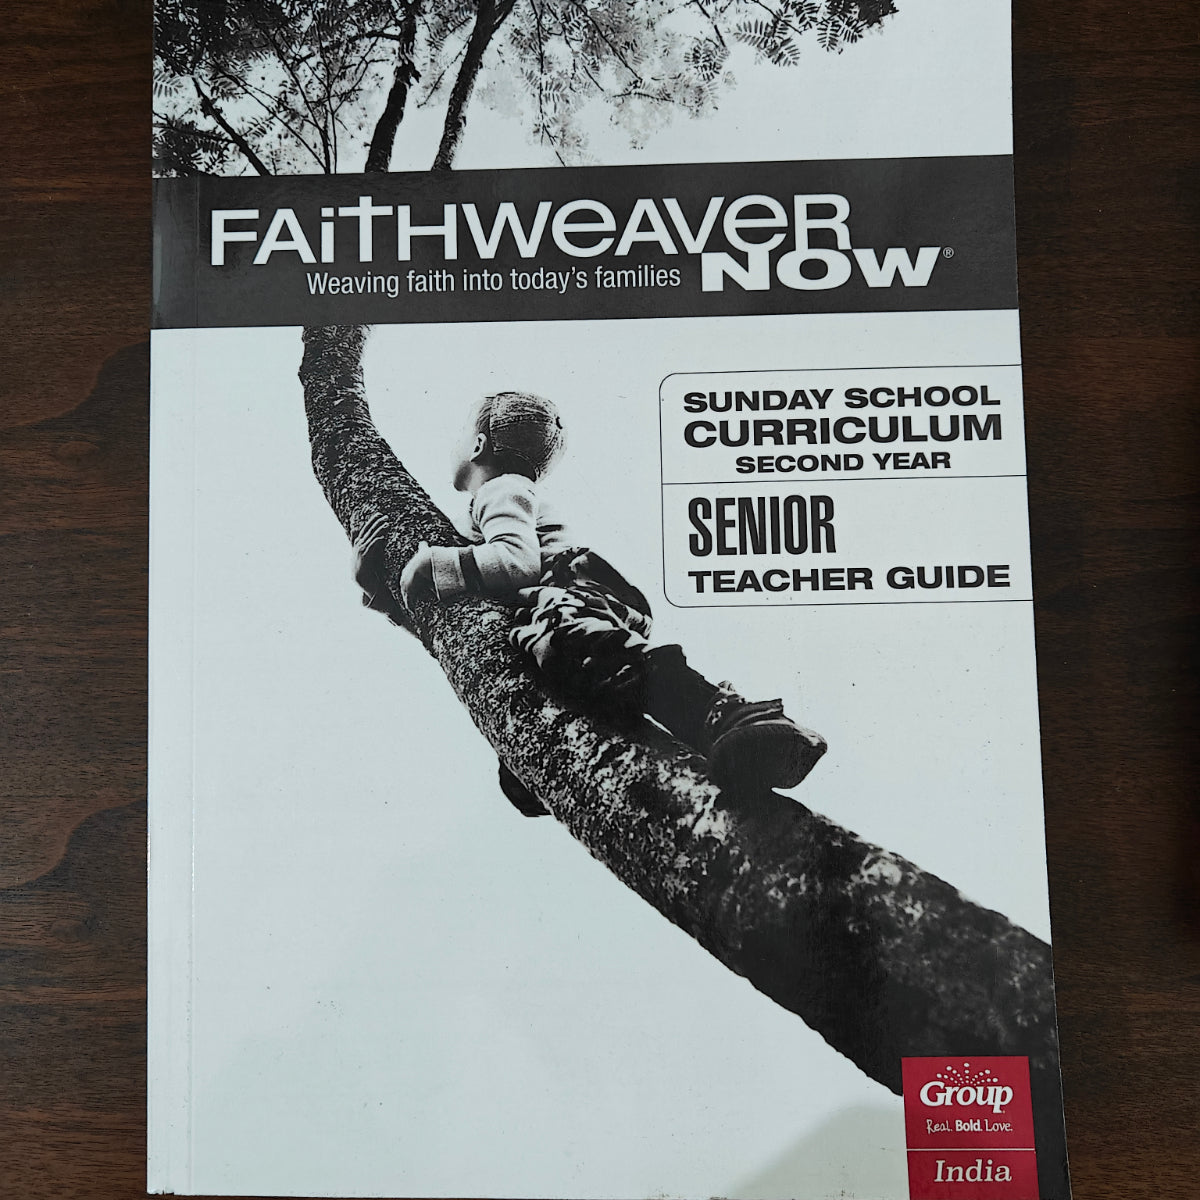 FAiTHWeAVeR
Weaving faith into today's families NOW®
SUNDAY SCHOOL
CURRICULUM
SECOND YEAR
SENIOR
TEACHER GUIDE
Group
Real. Bold. Love.
India